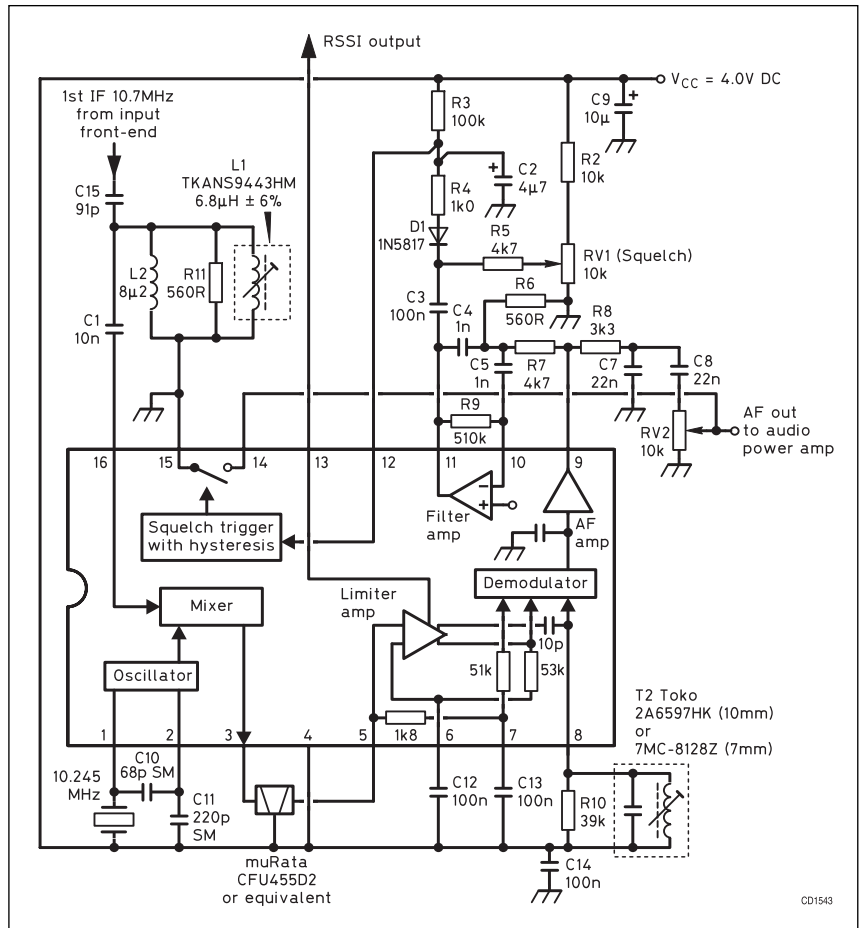 RSSI output
V_CC = 4.0V DC
1st IF 10.7MHz
from input
front-end
R3
100k
C9
10µ
+
L1
TKANS9443HM
6.8µH ± 6%
C15
91p
R2
10k
+
C2
4µ7
R4
1k0
D1
1N5817
R5
4k7
RV1 (Squelch)
10k
L2
8µ2
R11
560R
R6
560R
C3
100n
C4
1n
R8
3k3
C1
10n
C5
1n
R7
4k7
C7
22n
C8
22n
R9
510k
RV2
10k
AF out
to audio
power amp
16
15
14
13
12
11
10
9
Squelch trigger
with hysteresis
Filter
amp
−
+
AF
amp
Limiter
amp
Demodulator
Mixer
10p
51k
53k
Oscillator
T2 Toko
2A6597HK (10mm)
or
7MC-8128Z (7mm)
1k8
1
2
3
4
5
6
7
8
10.245
MHz
C10
68p SM
C11
220p
SM
C12
100n
C13
100n
R10
39k
muRata
CFU455D2
or equivalent
C14
100n
CD1543